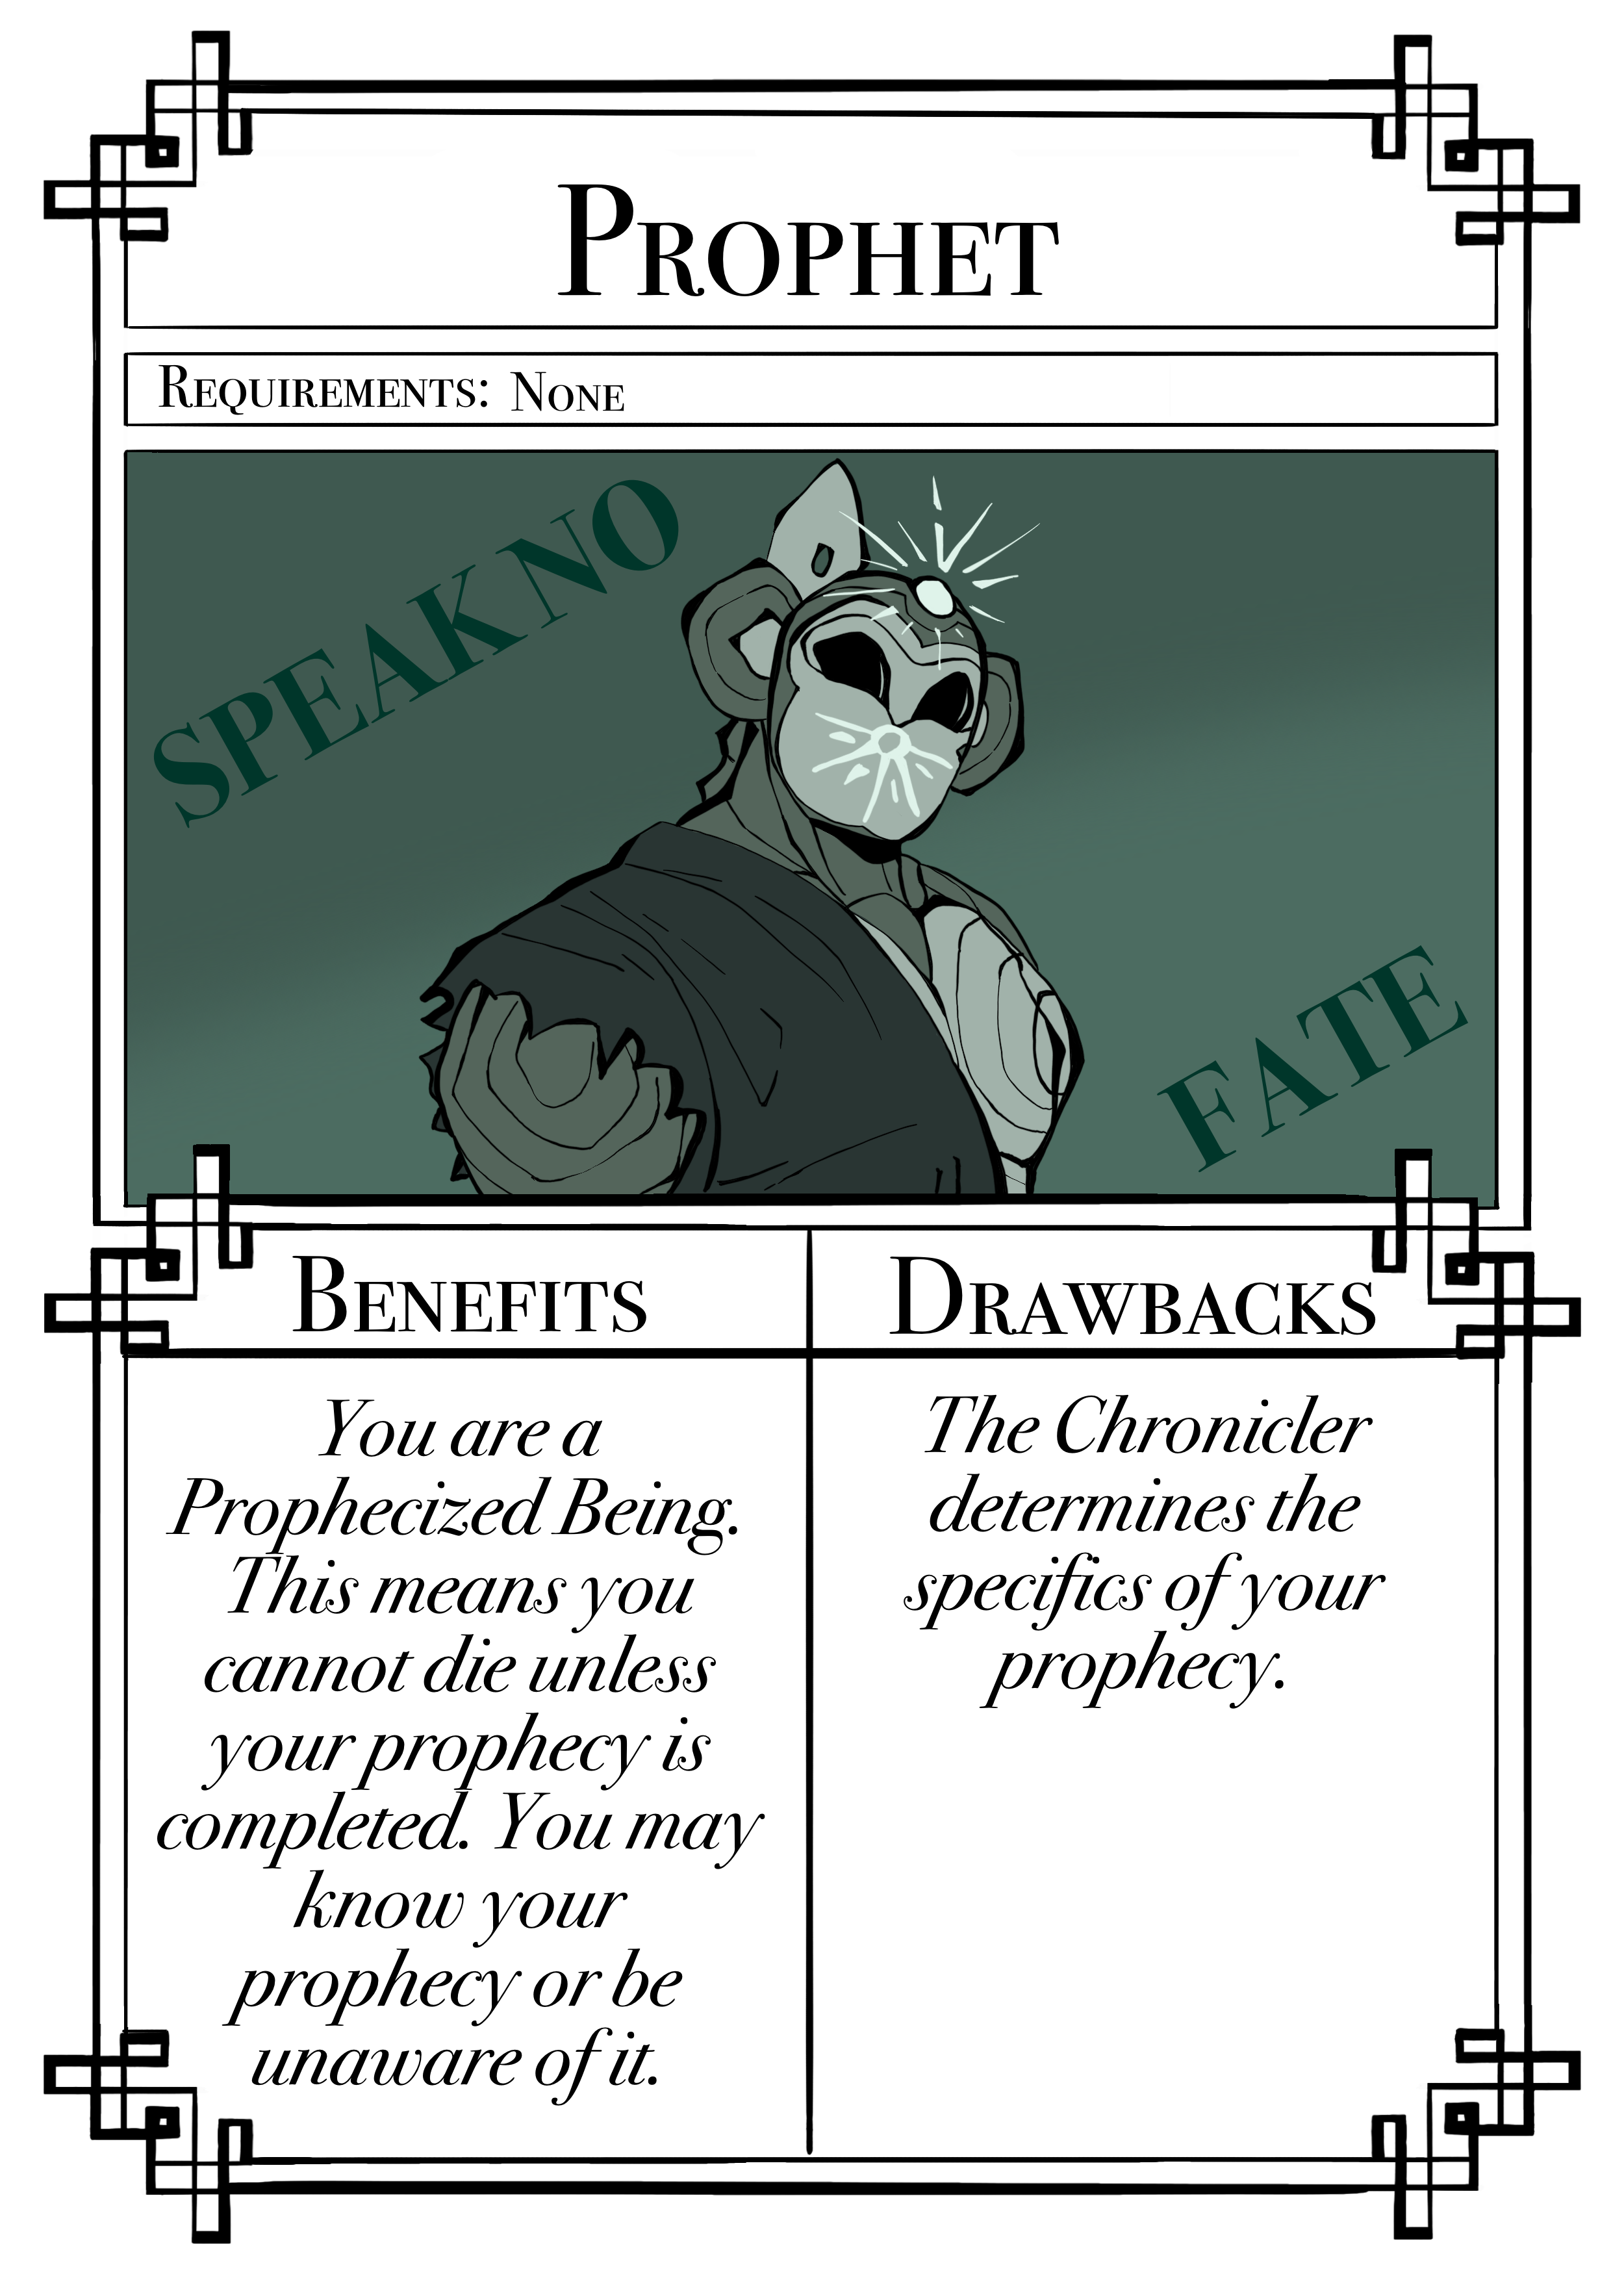 Prophet
Requirements: None
SPEAK NO
FATE
Benefits
You are a
Prophecized Being.
This means you
cannot die unless
your prophecy is
completed. You may
know your
prophecy or be
unaware of it.
Drawbacks
The Chronicler
determines the
specifics of your
prophecy.